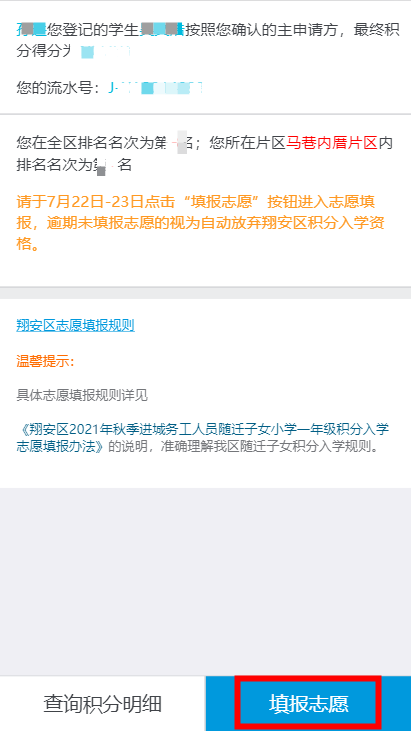 您登记的学生按照您确认的主申请方，最终积
分得分为
您的流水号：J-
您在全区排名名次为第名；您所在片区马巷内厝片区内
排名名次为第名
请于7月22日-23日点击“填报志愿”按钮进入志愿填
报，逾期未填报志愿的视为自动放弃翔安区积分入学资
格。
翔安区志愿填报规则
温馨提示：
具体志愿填报规则详见
《翔安区2021年秋季进城务工人员随迁子女小学一年级积分入学
志愿填报办法》的说明，准确理解我区随迁子女积分入学规则。
查询积分明细
填报志愿